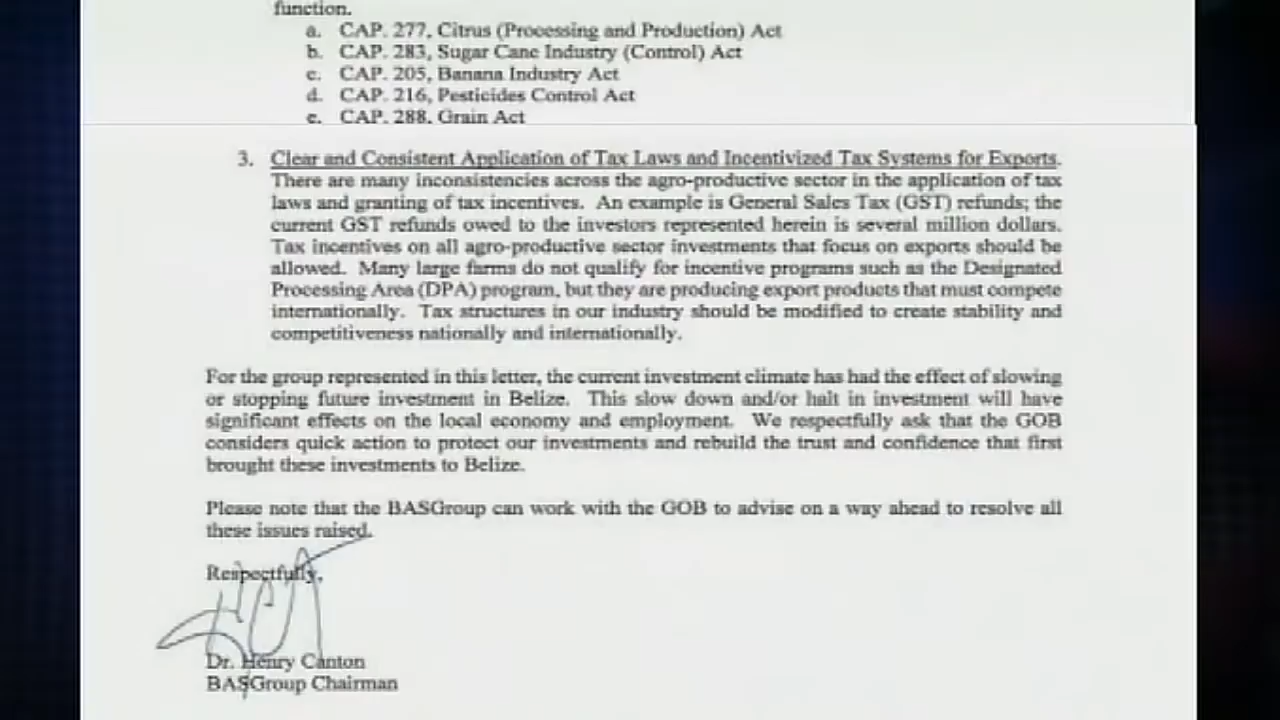 function.
a. CAP. 277, Citrus (Processing and Production) Act
b. CAP. 283, Sugar Cane Industry (Control) Act
c. CAP. 205, Banana Industry Act
d. CAP. 216, Pesticides Control Act
e. CAP. 288, Grain Act
3. Clear and Consistent Application of Tax Laws and Incentivized Tax Systems for Exports.
There are many inconsistencies across the agro-productive sector in the application of tax
laws and granting of tax incentives. An example is General Sales Tax (GST) refunds; the
current GST refunds owed to the investors represented herein is several million dollars.
Tax incentives on all agro-productive sector investments that focus on exports should be
allowed. Many large farms do not qualify for incentive programs such as the Designated
Processing Area (DPA) program, but they are producing export products that must compete
internationally. Tax structures in our industry should be modified to create stability and
competitiveness nationally and internationally.
For the group represented in this letter, the current investment climate has had the effect of slowing
or stopping future investment in Belize. This slow down and/or halt in investment will have
significant effects on the local economy and employment. We respectfully ask that the GOB
considers quick action to protect our investments and rebuild the trust and confidence that first
brought these investments to Belize.
Please note that the BASGroup can work with the GOB to advise on a way ahead to resolve all
these issues raised.
Respectfully,
Dr. Henry Canton
BASGroup Chairman